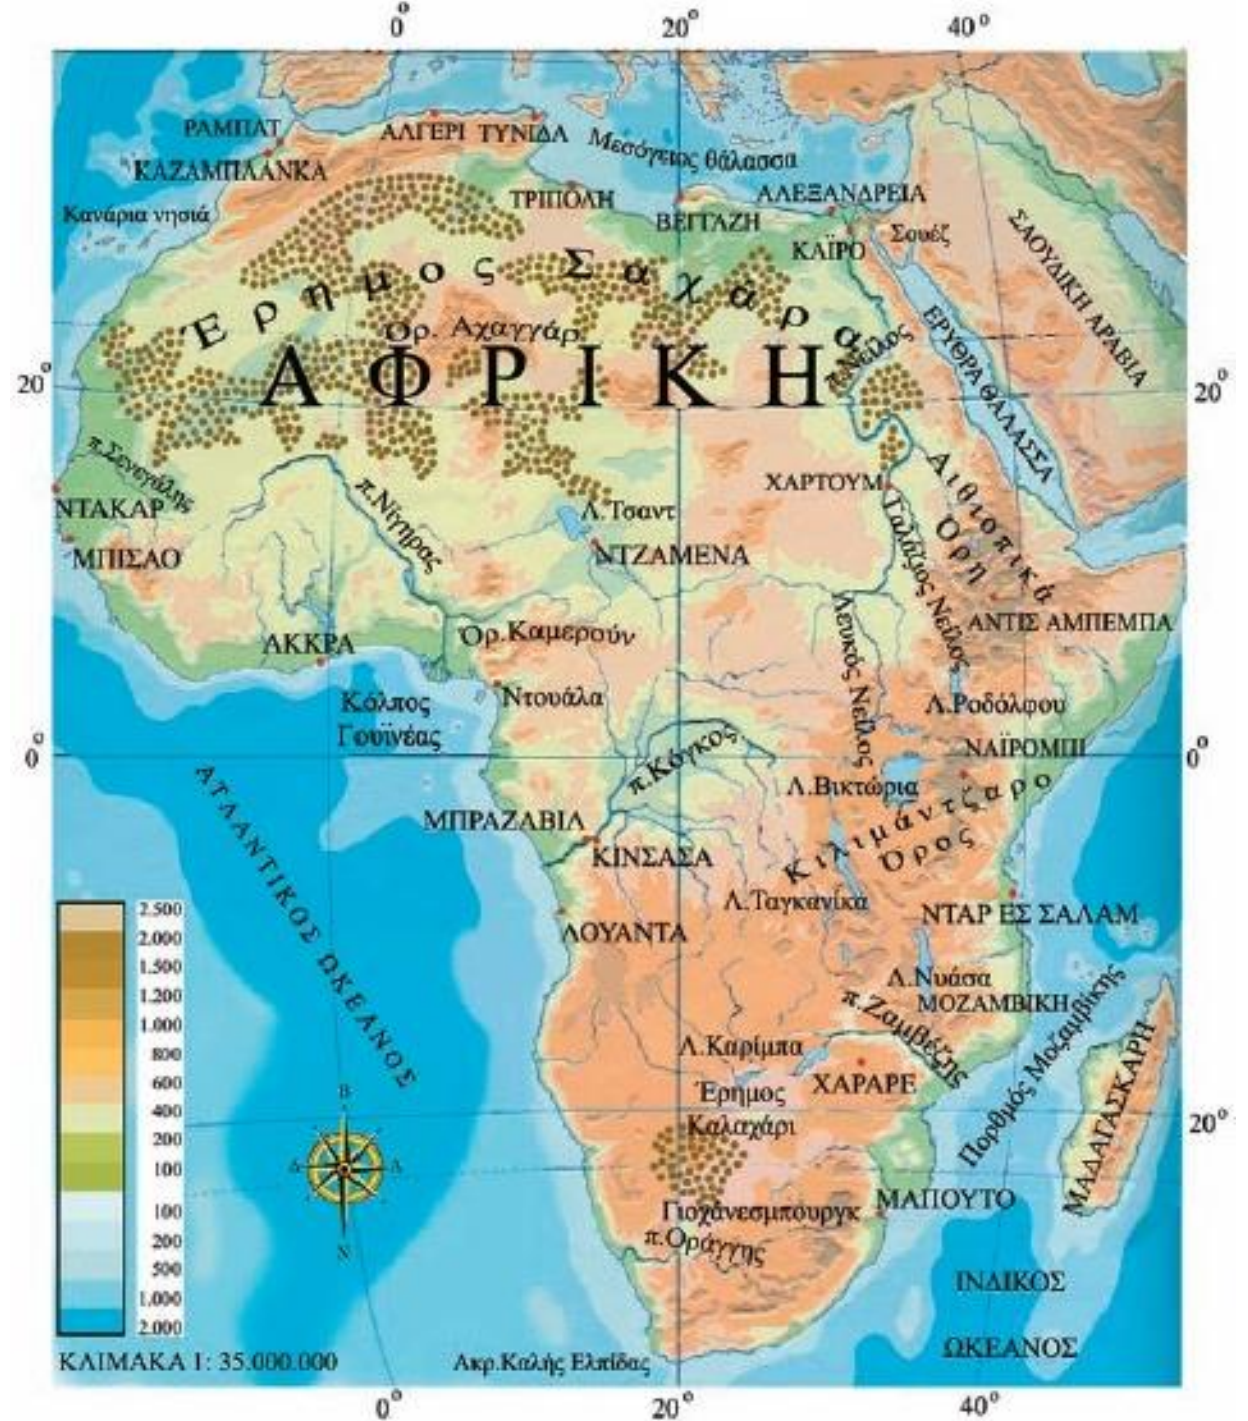 0° 20° 40°
ΡΑΜΠΑΤ
ΑΛΓΕΡΙ ΤΥΝΙΔΑ
Μεσόγειος θάλασσα
ΚΑΖΑΜΠΛΑΝΚΑ
ΤΡΙΠΟΛΗ
ΑΛΕΞΑΝΔΡΕΙΑ
Κανάρια νησιά
ΒΕΓΓΑΖΗ
ΚΑΪΡΟ
Σουέζ
ΣΑΟΥΔΙΚΗ ΑΡΑΒΙΑ
Έρημος Σαχάρα
Ορ. Αχαγγάρ
ΕΡΥΘΡΑ ΘΑΛΑΣΣΑ
π.Νείλος
ΑΦΡΙΚΗ
20° 20°
π.Σενεγάλης
ΧΑΡΤΟΥΜ
Αιθιοπικά
Όρη
ΝΤΑΚΑΡ
π.Νίγηρας
Λ.Τσαντ
ΜΠΙΣΑΟ
ΝΤΖΑΜΕΝΑ
Γαλάζιος Νείλος
Λευκός Νείλος
ΑΝΤΙΣ ΑΜΠΕΜΠΑ
ΑΚΚΡΑ
Όρ.Καμερούν
Κόλπος
Γουϊνέας
Ντουάλα
Λ.Ροδόλφου
ΝΑΪΡΟΜΠΙ
0° 0°
π.Κόγκος
Λ.Βικτώρια
ΑΤΛΑΝΤΙΚΟΣ ΩΚΕΑΝΟΣ
ΜΠΡΑΖΑΒΙΛ
ΚΙΝΣΑΣΑ
Κιλιμάντζαρο
Όρος
Λ.Ταγκανίκα
ΝΤΑΡ ΕΣ ΣΑΛΑΜ
ΛΟΥΑΝΤΑ
Λ.Νυάσα
ΜΟΖΑΜΒΙΚΗ
π.Ζαμβέζης
Πορθμός Μοζαμβίκης
Λ.Καρίμπα
ΧΑΡΑΡΕ
Έρημος
Καλαχάρι
ΜΑΔΑΓΑΣΚΑΡΗ
20°
Γιοχάνεσμπουργκ
ΜΑΠΟΥΤΟ
π.Οράγγης
ΙΝΔΙΚΟΣ
ΩΚΕΑΝΟΣ
Ακρ.Καλής Ελπίδας
2.500
2.000
1.500
1.200
1.000
800
600
400
200
100
100
200
500
1.000
2.000
Β
Δ Α
Ν
ΚΛΙΜΑΚΑ 1: 35.000.000
0° 20° 40°